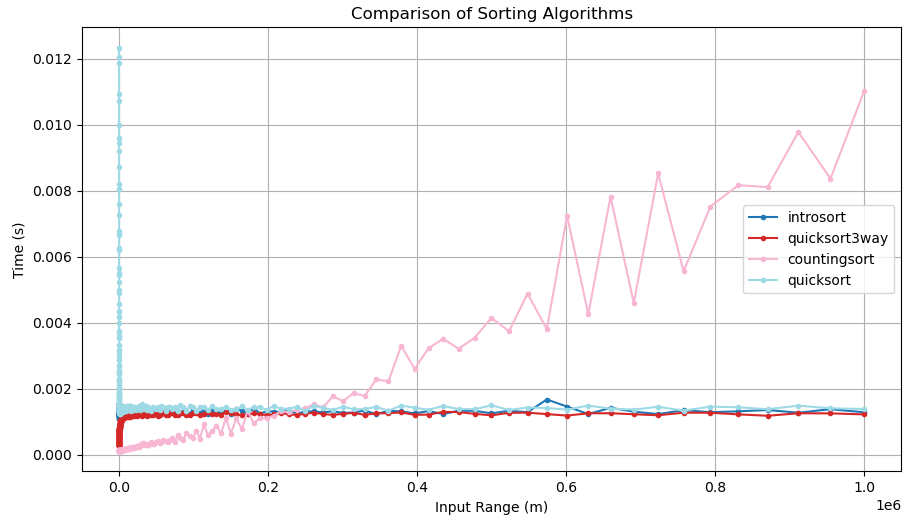 Comparison of Sorting Algorithms
Time (s)
0.012
0.010
0.008
0.006
0.004
0.002
0.000
introsort
quicksort3way
countingsort
quicksort
0.0 0.2 0.4 0.6 0.8 1.0
1e6
Input Range (m)